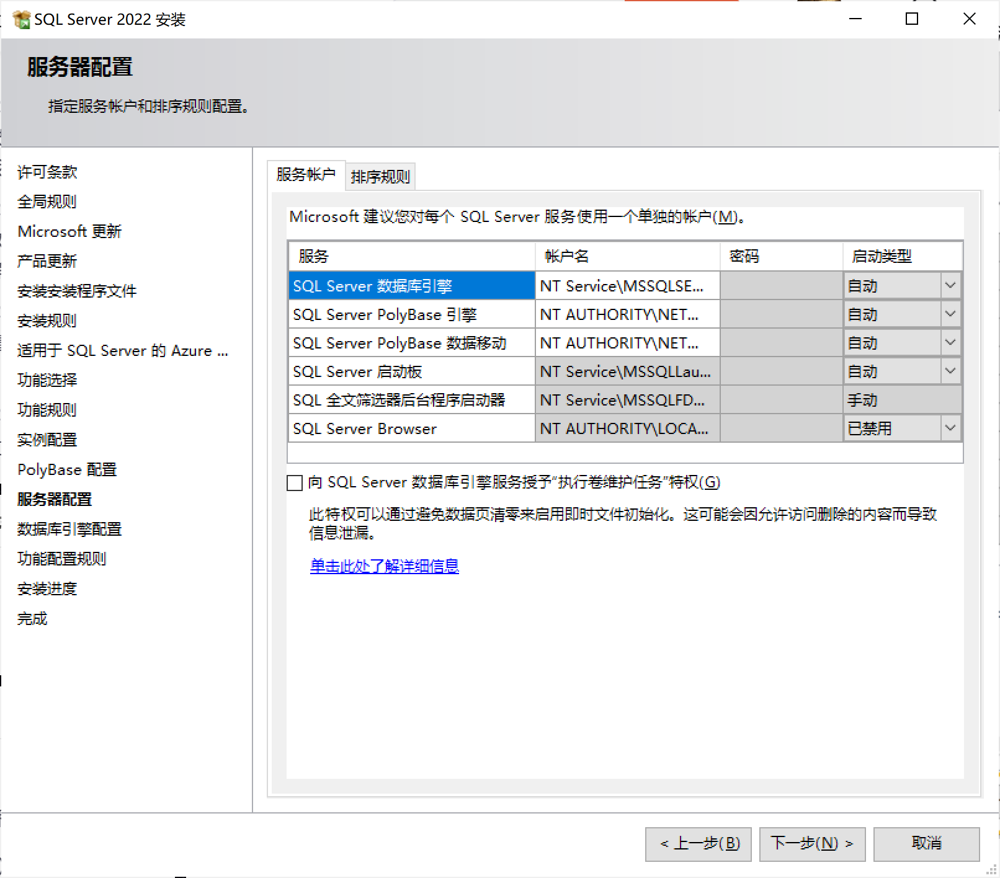 SQL Server 2022 安装
服务器配置
指定服务帐户和排序规则配置。
许可条款
全局规则
Microsoft 更新
产品更新
安装安装程序文件
安装规则
适用于 SQL Server 的 Azure ...
功能选择
功能规则
实例配置
PolyBase 配置
服务器配置
数据库引擎配置
功能配置规则
安装进度
完成
服务帐户 排序规则
Microsoft 建议您对每个 SQL Server 服务使用一个单独的帐户(M)。
服务 帐户名 密码 启动类型
SQL Server 数据库引擎 NT Service\MSSQLSE... 自动
SQL Server PolyBase 引擎 NT AUTHORITY\NET... 自动
SQL Server PolyBase 数据移动 NT AUTHORITY\NET... 自动
SQL Server 启动板 NT Service\MSSQLLau... 自动
SQL 全文筛选器后台程序启动器 NT Service\MSSQLFD... 手动
SQL Server Browser NT AUTHORITY\LOCA... 已禁用
向 SQL Server 数据库引擎服务授予“执行卷维护任务”特权(G)
此特权可以通过避免数据页清零来启用即时文件初始化。这可能会因允许访问删除的内容而导致
信息泄漏。
单击此处了解详细信息
< 上一步(B) 下一步(N) > 取消